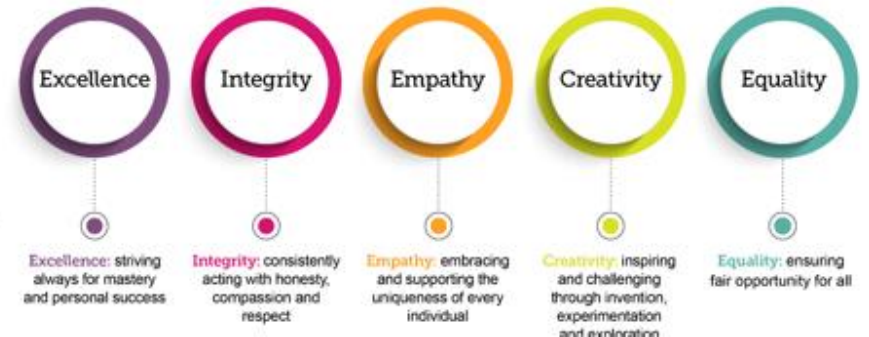 Excellence
Integrity
Empathy
Creativity
Equality
Excellence: striving
always for mastery
and personal success
Integrity: consistently
acting with honesty,
compassion and
respect
Empathy: embracing
and supporting the
uniqueness of every
individual
Creativity: inspiring
and challenging
through invention,
experimentation
and exploration
Equality: ensuring
fair opportunity for all